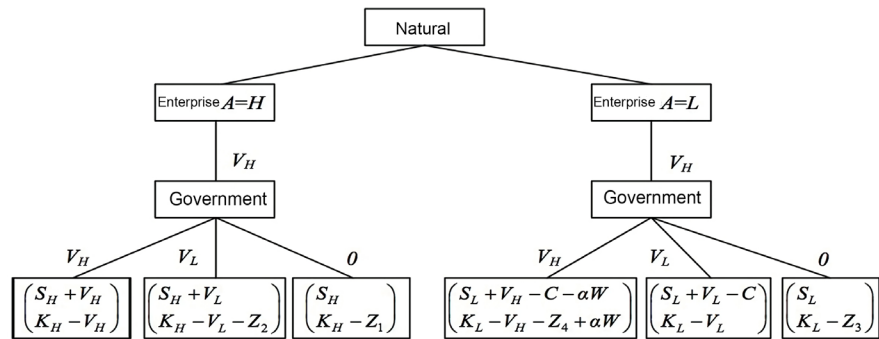 Natural
Enterprise A=H Enterprise A=L
V_H V_H
Government Government
V_H V_L 0 V_H V_L 0
(S_H + V_H) (S_H + V_L) (S_H) (S_L + V_H − C − αW) (S_L + V_L − C) (S_L)
(K_H − V_H) (K_H − V_L − Z_2) (K_H − Z_1) (K_L − V_H − Z_4 + αW) (K_L − V_L) (K_L − Z_3)